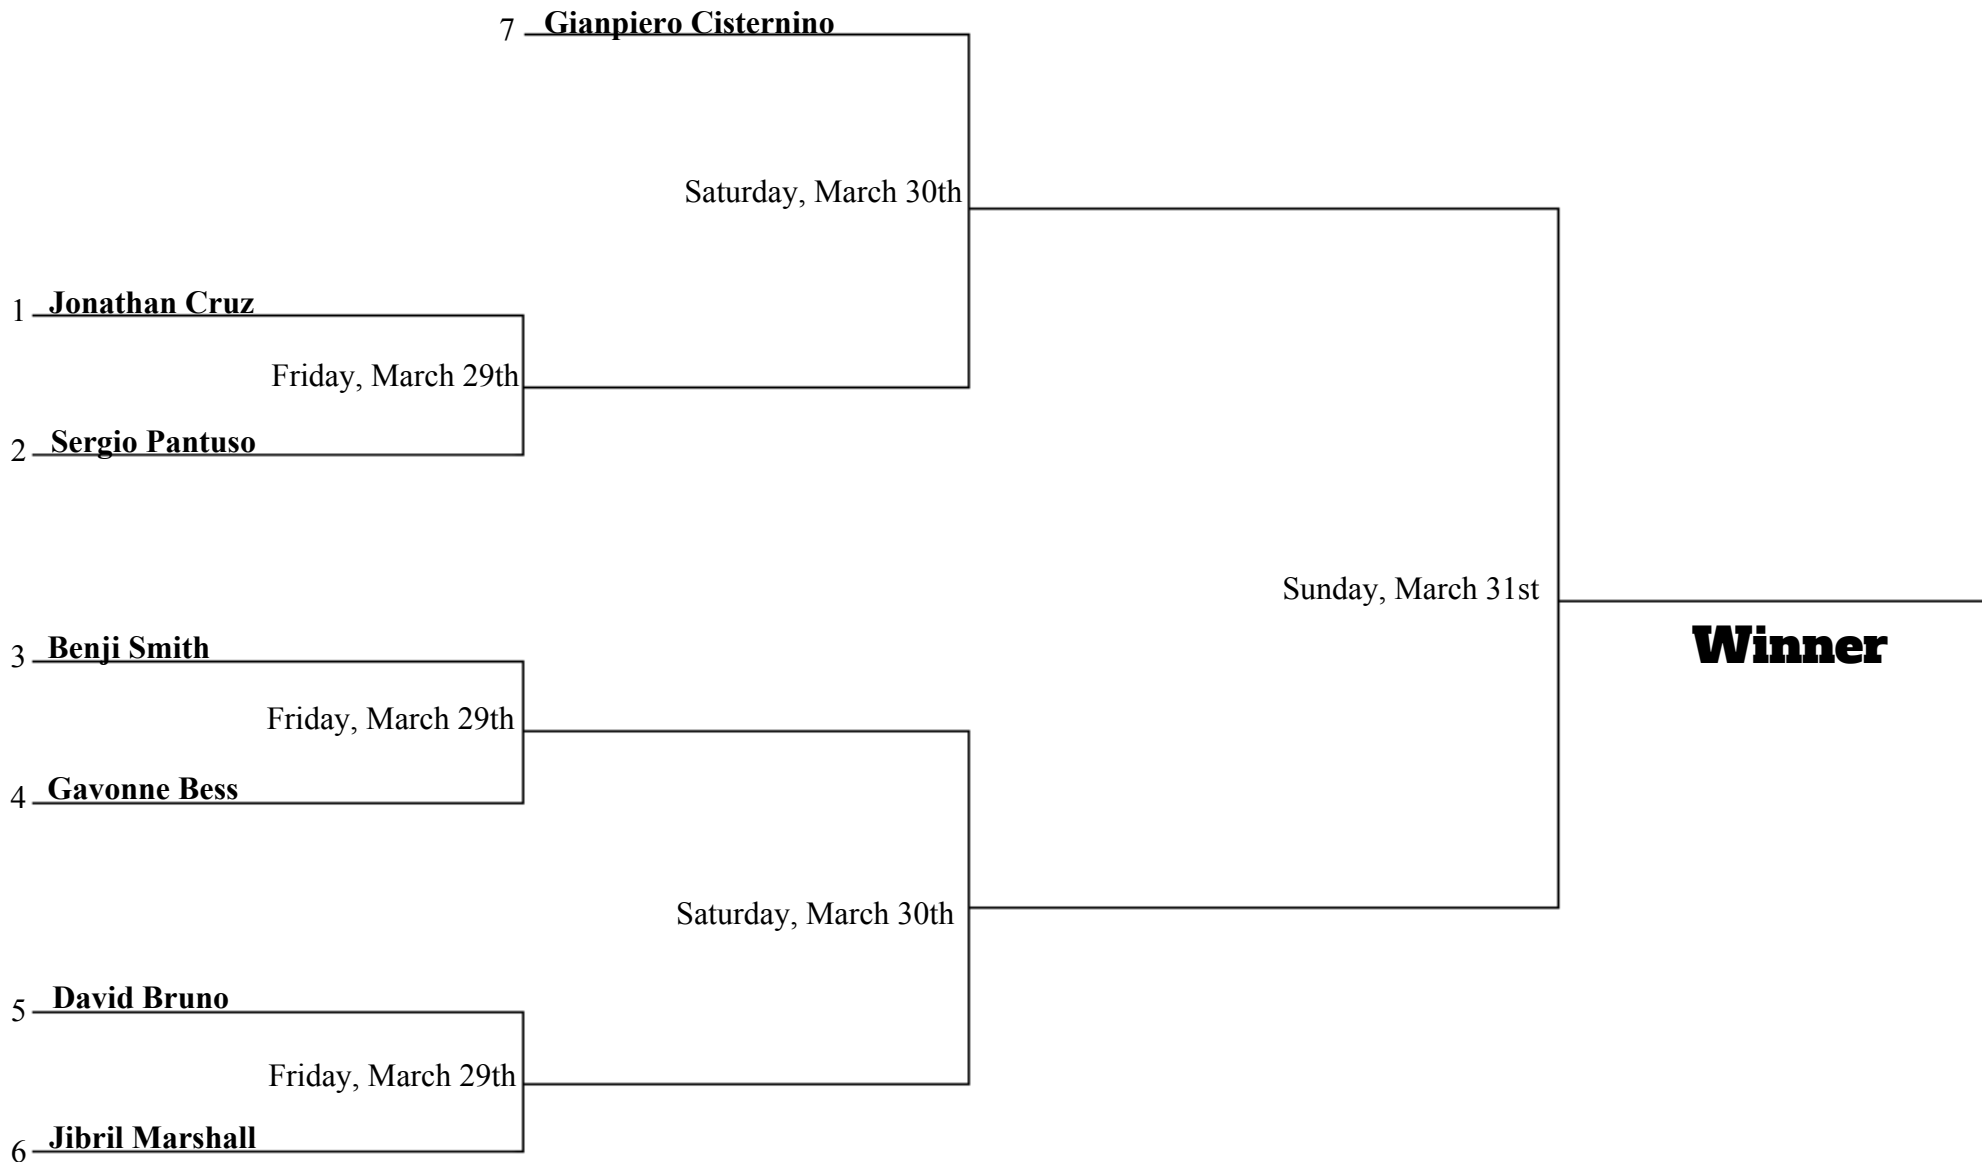 7 Gianpiero Cisternino
Saturday, March 30th
1 Jonathan Cruz
Friday, March 29th
2 Sergio Pantuso
Sunday, March 31st
Winner
3 Benji Smith
Friday, March 29th
4 Gavonne Bess
Saturday, March 30th
5 David Bruno
Friday, March 29th
6 Jibril Marshall